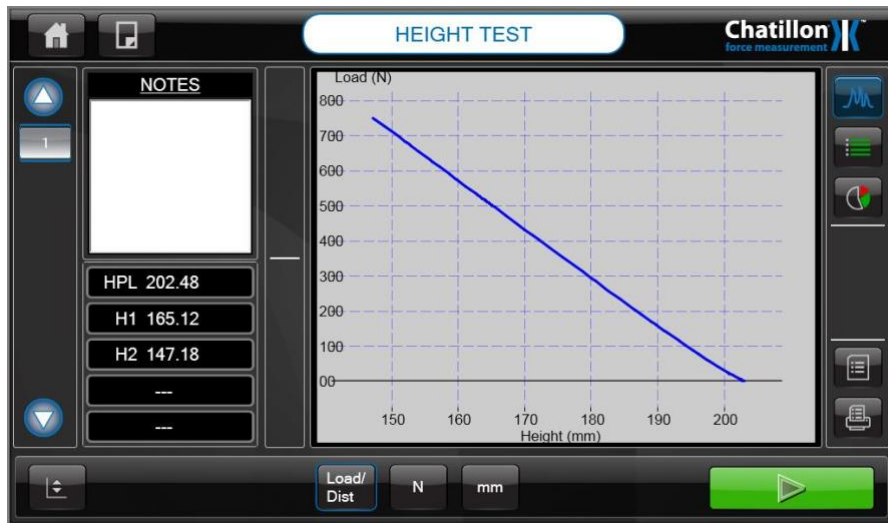 HEIGHT TEST
Chatillon
force measurement
NOTES
1
HPL 202.48
H1 165.12
H2 147.18
---
---
Load (N)
800
700
600
500
400
300
200
100
00
150 160 170 180 190 200
Height (mm)
Load/
Dist
N
mm